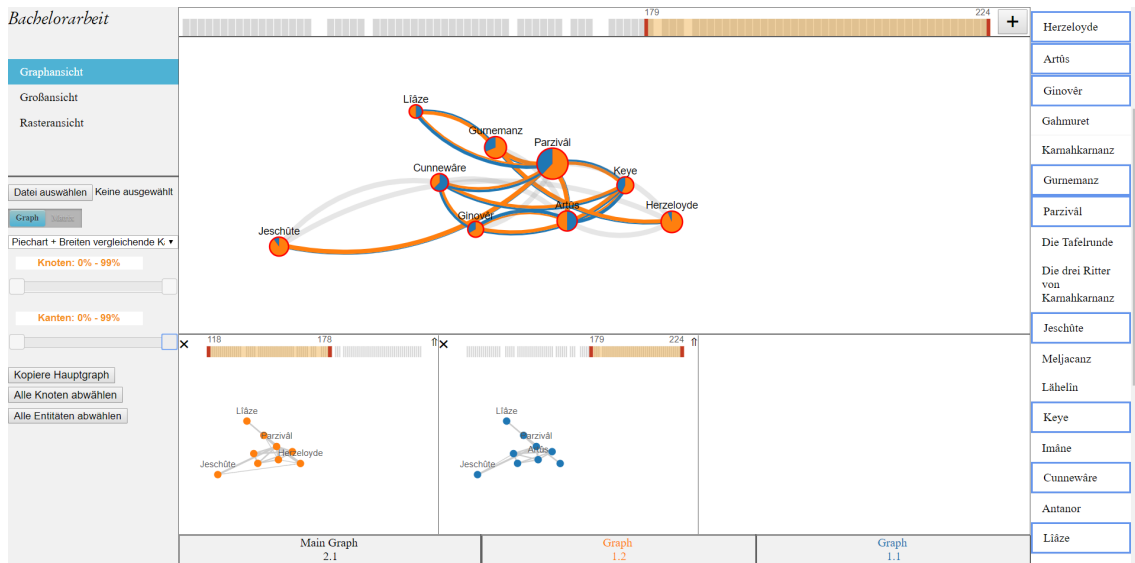 Bachelorarbeit
Graphansicht
Großansicht
Rasteransicht
Datei auswählen Keine ausgewählt
Graph Matrix
Piechart + Breiten vergleichende K
Knoten: 0% - 99%
Kanten: 0% - 99%
Kopiere Hauptgraph
Alle Knoten abwählen
Alle Entitäten abwählen
179 224
+
Lîâze
Gurnemanz
Parzivâl
Cunnewâre
Keye
Artûs
Herzeloyde
Ginovêr
Jeschûte
118 178
Lîâze
Parzivâl
Herzeloyde
Jeschûte
179 224
Lîâze
Parzivâl
Artûs
Jeschûte
Main Graph
2.1
Graph
1.2
Graph
1.1
Herzeloyde
Artûs
Ginovêr
Gahmuret
Karnahkarnanz
Gurnemanz
Parzivâl
Die Tafelrunde
Die drei Ritter
von
Karnahkarnanz
Jeschûte
Meljacanz
Lähelîn
Keye
Imâne
Cunnewâre
Antanor
Lîâze